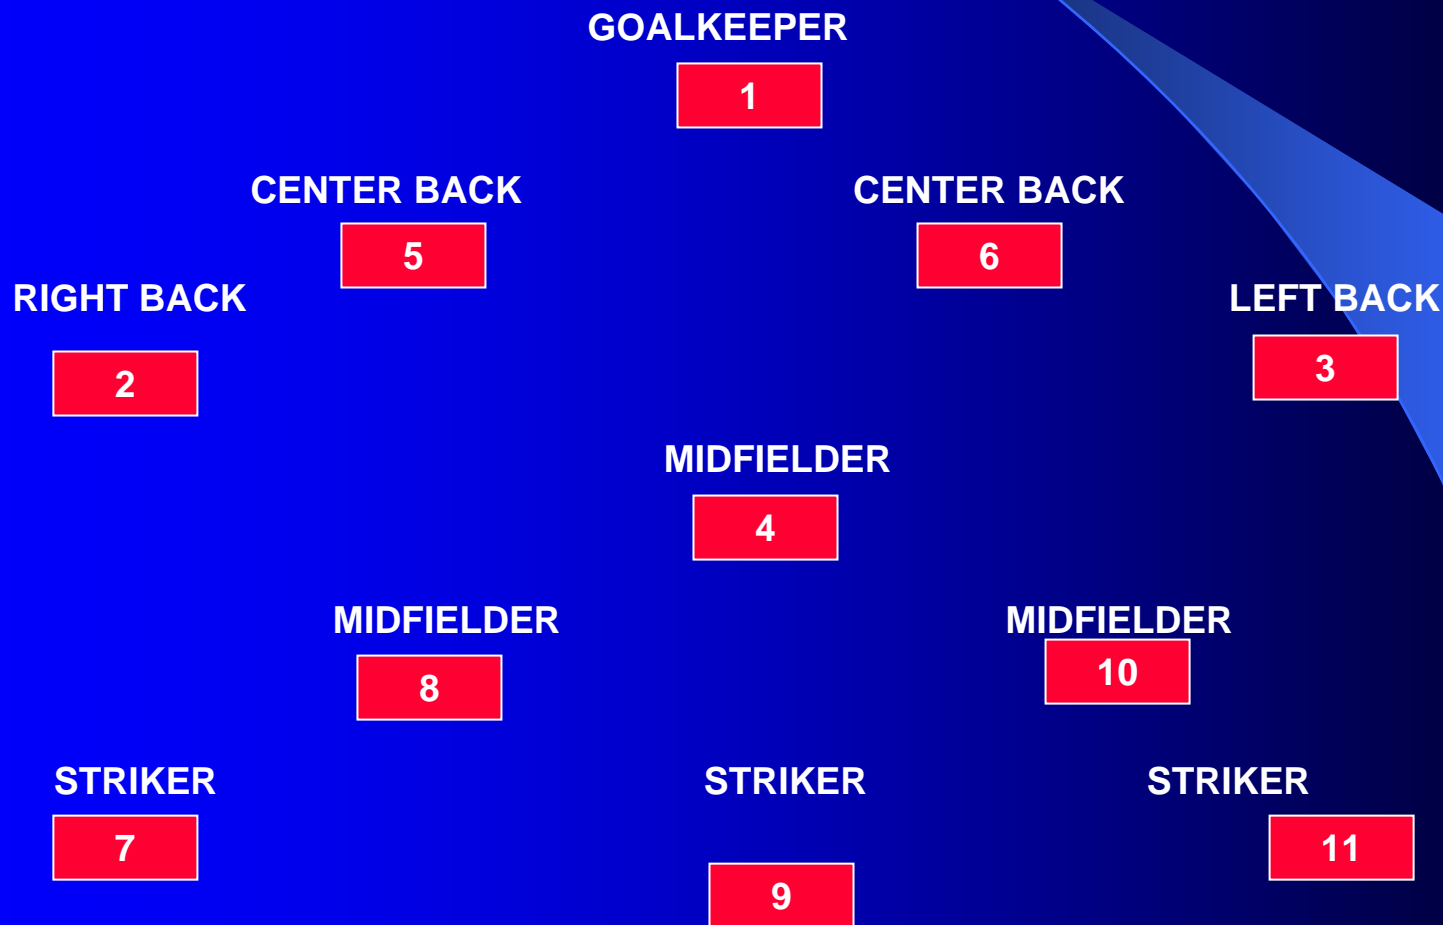 GOALKEEPER
1
CENTER BACK
CENTER BACK
5
6
RIGHT BACK
LEFT BACK
2
3
MIDFIELDER
4
MIDFIELDER
MIDFIELDER
8
10
STRIKER
STRIKER
STRIKER
7
11
9